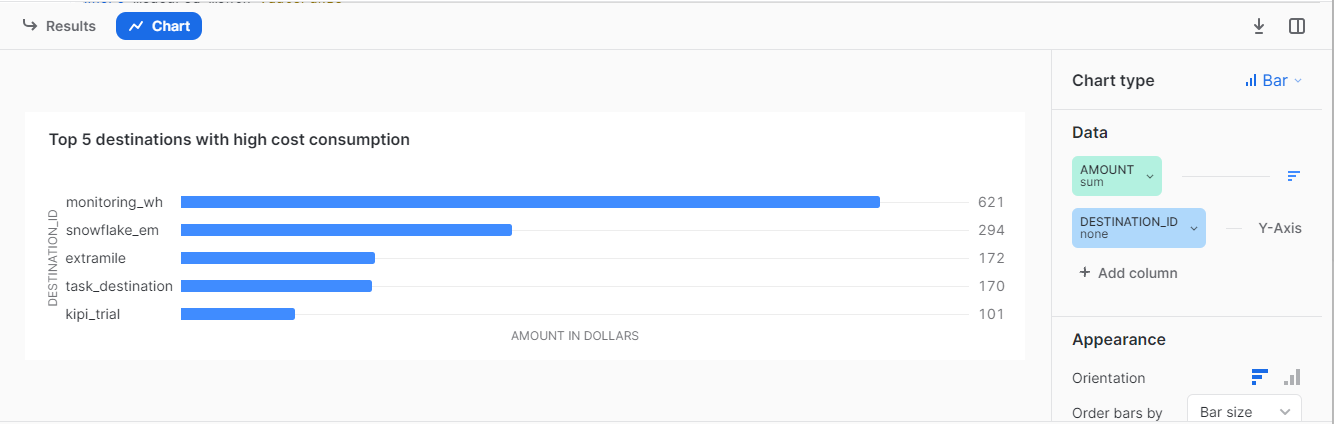 Results
Chart
Chart type
Bar
Top 5 destinations with high cost consumption
DESTINATION_ID
monitoring_wh 621
snowflake_em 294
extramile 172
task_destination 170
kipi_trial 101
AMOUNT IN DOLLARS
Data
AMOUNT
sum
DESTINATION_ID
none
Y-Axis
+ Add column
Appearance
Orientation
Order bars by
Bar size